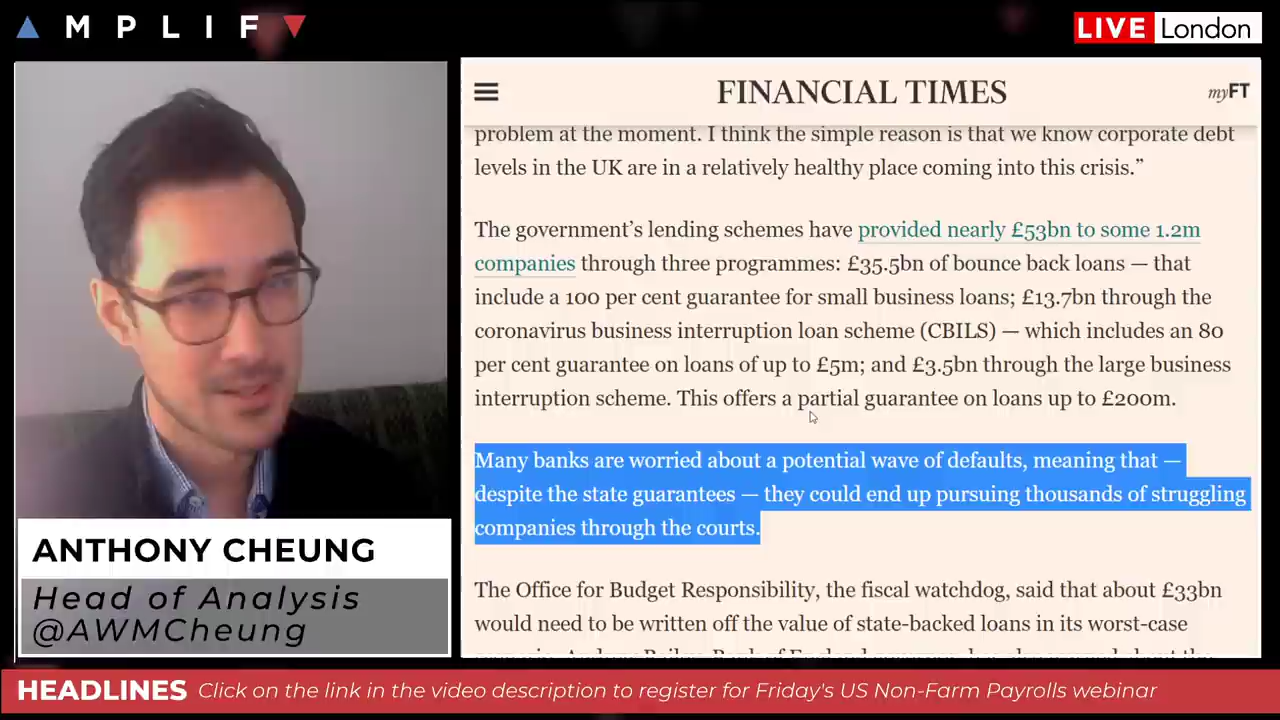 AMPLIFY
LIVE London
FINANCIAL TIMES
myFT
problem at the moment. I think the simple reason is that we know corporate debt
levels in the UK are in a relatively healthy place coming into this crisis.”
The government’s lending schemes have provided nearly £53bn to some 1.2m
companies through three programmes: £35.5bn of bounce back loans — that
include a 100 per cent guarantee for small business loans; £13.7bn through the
coronavirus business interruption loan scheme (CBILS) — which includes an 80
per cent guarantee on loans of up to £5m; and £3.5bn through the large business
interruption scheme. This offers a partial guarantee on loans up to £200m.
Many banks are worried about a potential wave of defaults, meaning that —
despite the state guarantees — they could end up pursuing thousands of struggling
companies through the courts.
The Office for Budget Responsibility, the fiscal watchdog, said that about £33bn
would need to be written off the value of state-backed loans in its worst-case
ANTHONY CHEUNG
Head of Analysis
@AWMCheung
HEADLINES Click on the link in the video description to register for Friday's US Non-Farm Payrolls webinar